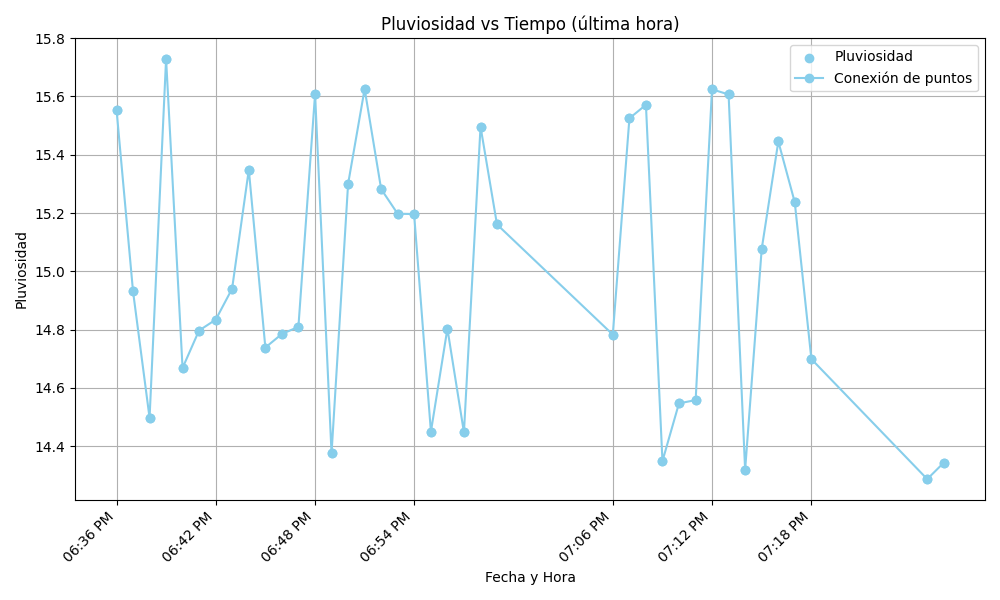 Pluviosidad vs Tiempo (última hora)
Pluviosidad
Conexión de puntos
15.8
15.6
15.4
15.2
15.0
14.8
14.6
14.4
Pluviosidad
06:36 PM
06:42 PM
06:48 PM
06:54 PM
07:06 PM
07:12 PM
07:18 PM
Fecha y Hora